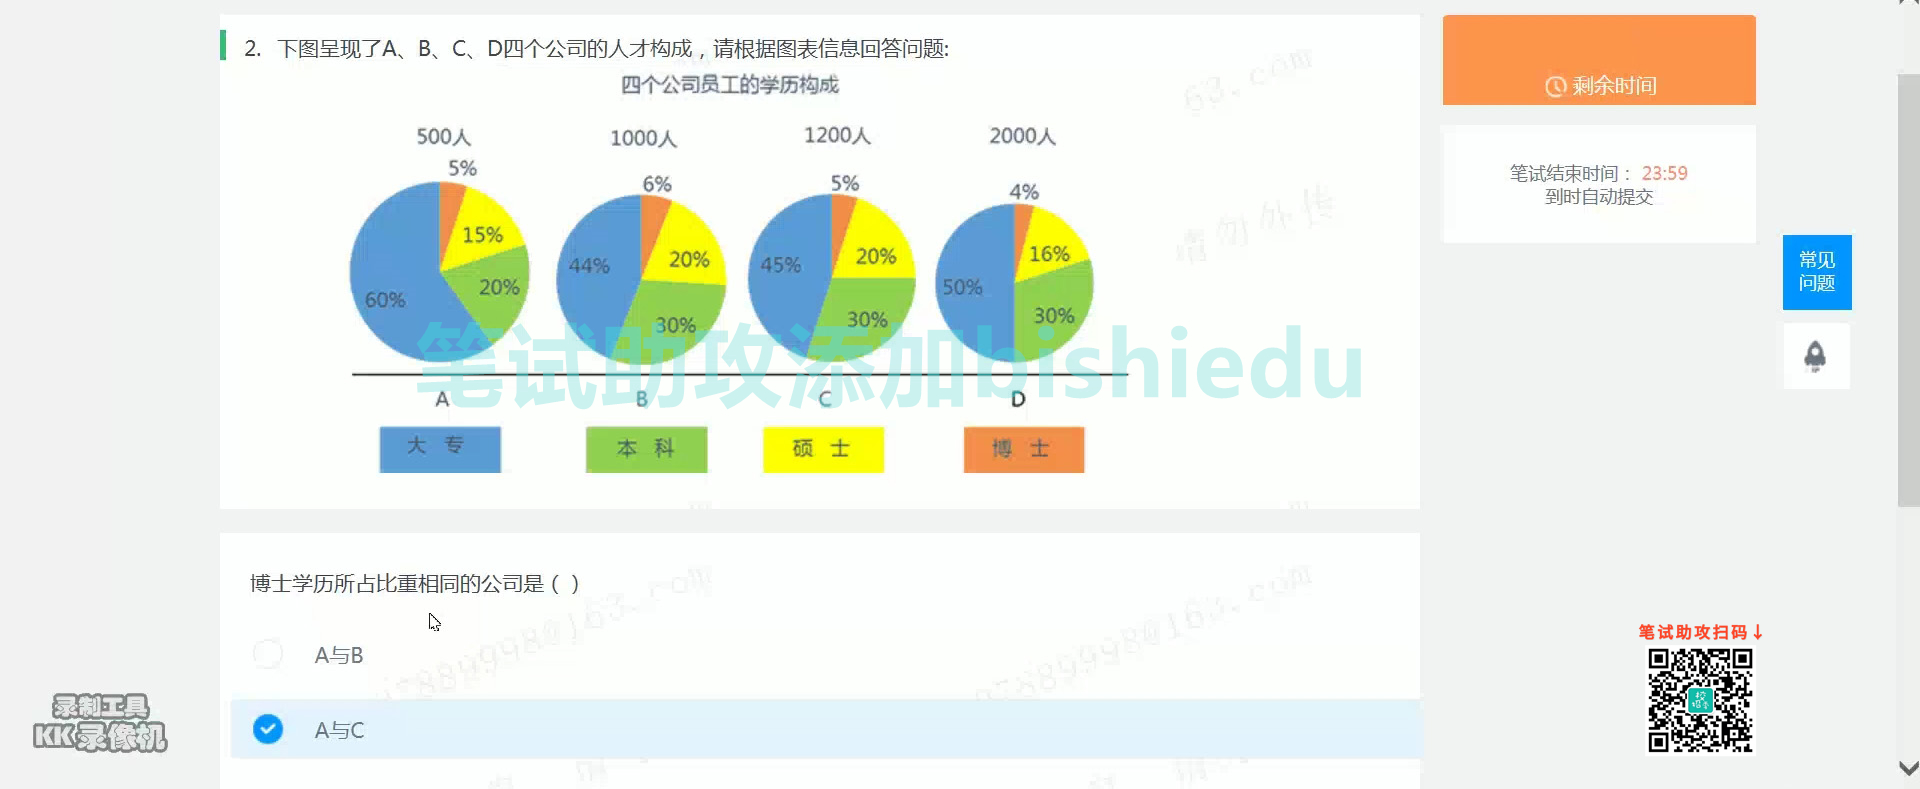 2. 下图呈现了A、B、C、D四个公司的人才构成，请根据图表信息回答问题:
四个公司员工的学历构成
500人
1000人
1200人
2000人
5%
15%
20%
60%
6%
20%
30%
44%
5%
20%
30%
45%
4%
16%
30%
50%
A
B
C
D
大 专
本 科
硕 士
博 士
笔试助攻添加bishiedu
博士学历所占比重相同的公司是 ( )
A与B
A与C
剩余时间
笔试结束时间： 23:59
到时自动提交
常见
问题
笔试助攻扫码↓
录制工具
KK录像机
63.com
请勿外传